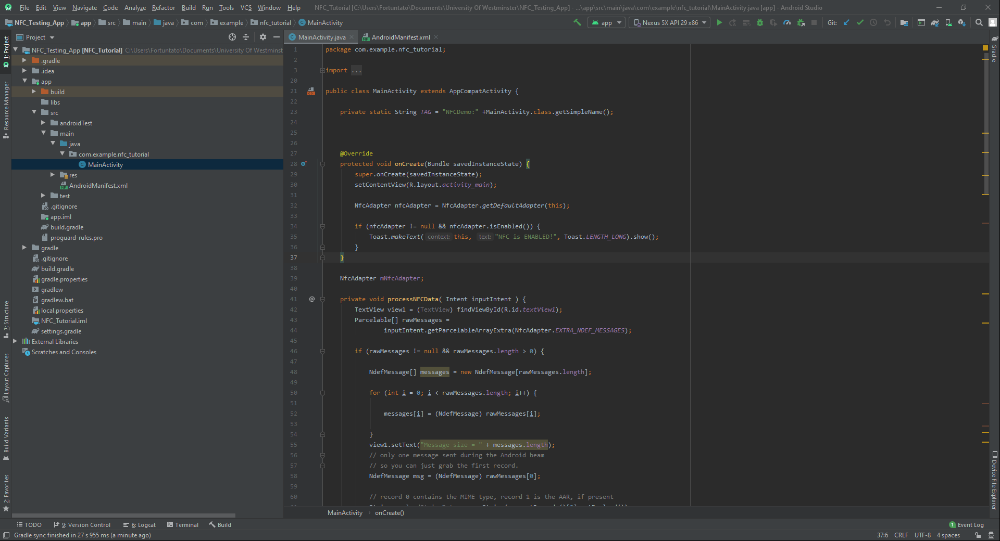 File Edit View Navigate Code Analyze Refactor Build Run Tools VCS Window Help NFC_Tutorial [C:\Users\Fortuntato\Documents\University Of Westminster\NFC_Testing_App] - ...\app\src\main\java\com\example\nfc_tutorial\MainActivity.java [app] - Android Studio
NFC_Testing_App app src main java com example nfc_tutorial MainActivity app Nexus 5X API 29 x86 Git:
Project MainActivity.java AndroidManifest.xml
1: Project
Resource Manager
7: Structure
Layout Captures
Build Variants
2: Favorites
NFC_Testing_App [NFC_Tutorial] C:\Users\Fortuntato\Documents\University Of Westminst
.gradle
.idea
app
build
libs
src
androidTest
main
java
com.example.nfc_tutorial
MainActivity
res
AndroidManifest.xml
test
.gitignore
app.iml
build.gradle
proguard-rules.pro
gradle
.gitignore
build.gradle
gradle.properties
gradlew
gradlew.bat
local.properties
NFC_Tutorial.iml
settings.gradle
External Libraries
Scratches and Consoles
1 package com.example.nfc_tutorial;
2
3 import ...
20
21 public class MainActivity extends AppCompatActivity {
22
23 private static String TAG = "NFCDemo:" +MainActivity.class.getSimpleName();
24
25
26
27 @Override
28 protected void onCreate(Bundle savedInstanceState) {
29 super.onCreate(savedInstanceState);
30 setContentView(R.layout.activity_main);
31
32 NfcAdapter nfcAdapter = NfcAdapter.getDefaultAdapter(this);
33
34 if (nfcAdapter != null && nfcAdapter.isEnabled()) {
35 Toast.makeText( context: this, text: "NFC is ENABLED!", Toast.LENGTH_LONG).show();
36 }
37 }
38
39 NfcAdapter mNfcAdapter;
40
41 @ private void processNFCData( Intent inputIntent ) {
42 TextView view1 = (TextView) findViewById(R.id.textView1);
43 Parcelable[] rawMessages =
44 inputIntent.getParcelableArrayExtra(NfcAdapter.EXTRA_NDEF_MESSAGES);
45
46 if (rawMessages != null && rawMessages.length > 0) {
47
48 NdefMessage[] messages = new NdefMessage[rawMessages.length];
49
50 for (int i = 0; i < rawMessages.length; i++) {
51
52 messages[i] = (NdefMessage) rawMessages[i];
53
54 }
55 view1.setText("Message size = " + messages.length);
56 // only one message sent during the Android beam
57 // so you can just grab the first record.
58 NdefMessage msg = (NdefMessage) rawMessages[0];
59
60 // record 0 contains the MIME type, record 1 is the AAR, if present
Gradle
Device File Explorer
MainActivity onCreate()
TODO 9: Version Control 6: Logcat Terminal Build 1 Event Log
Gradle sync finished in 27 s 955 ms (a minute ago) 37:6 CRLF UTF-8 4 spaces